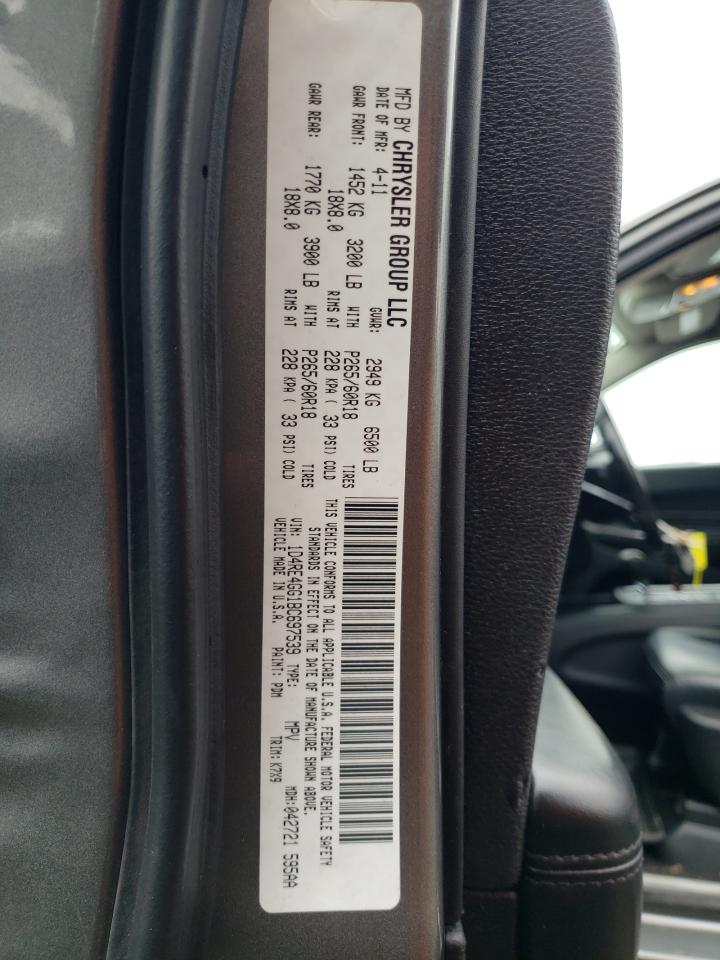 MFD BY CHRYSLER GROUP LLC
DATE OF MFR: 4-11 GVWR: 2949 KG 6500 LB
GAWR FRONT: 1452 KG 3200 LB WITH P265/60R18 TIRES
18X8.0 RIMS AT 228 KPA ( 33 PSI) COLD
GAWR REAR: 1770 KG 3900 LB WITH P265/60R18 TIRES
18X8.0 RIMS AT 228 KPA ( 33 PSI) COLD
THIS VEHICLE CONFORMS TO ALL APPLICABLE U.S.A. FEDERAL MOTOR VEHICLE SAFETY
STANDARDS IN EFFECT ON THE DATE OF MANUFACTURE SHOWN ABOVE.
VIN: 1D4RE4GG1BC697539 TYPE: MPV MDH:042721 595AA
VEHICLE MADE IN U.S.A. PAINT: PDM TRIM:K7X9